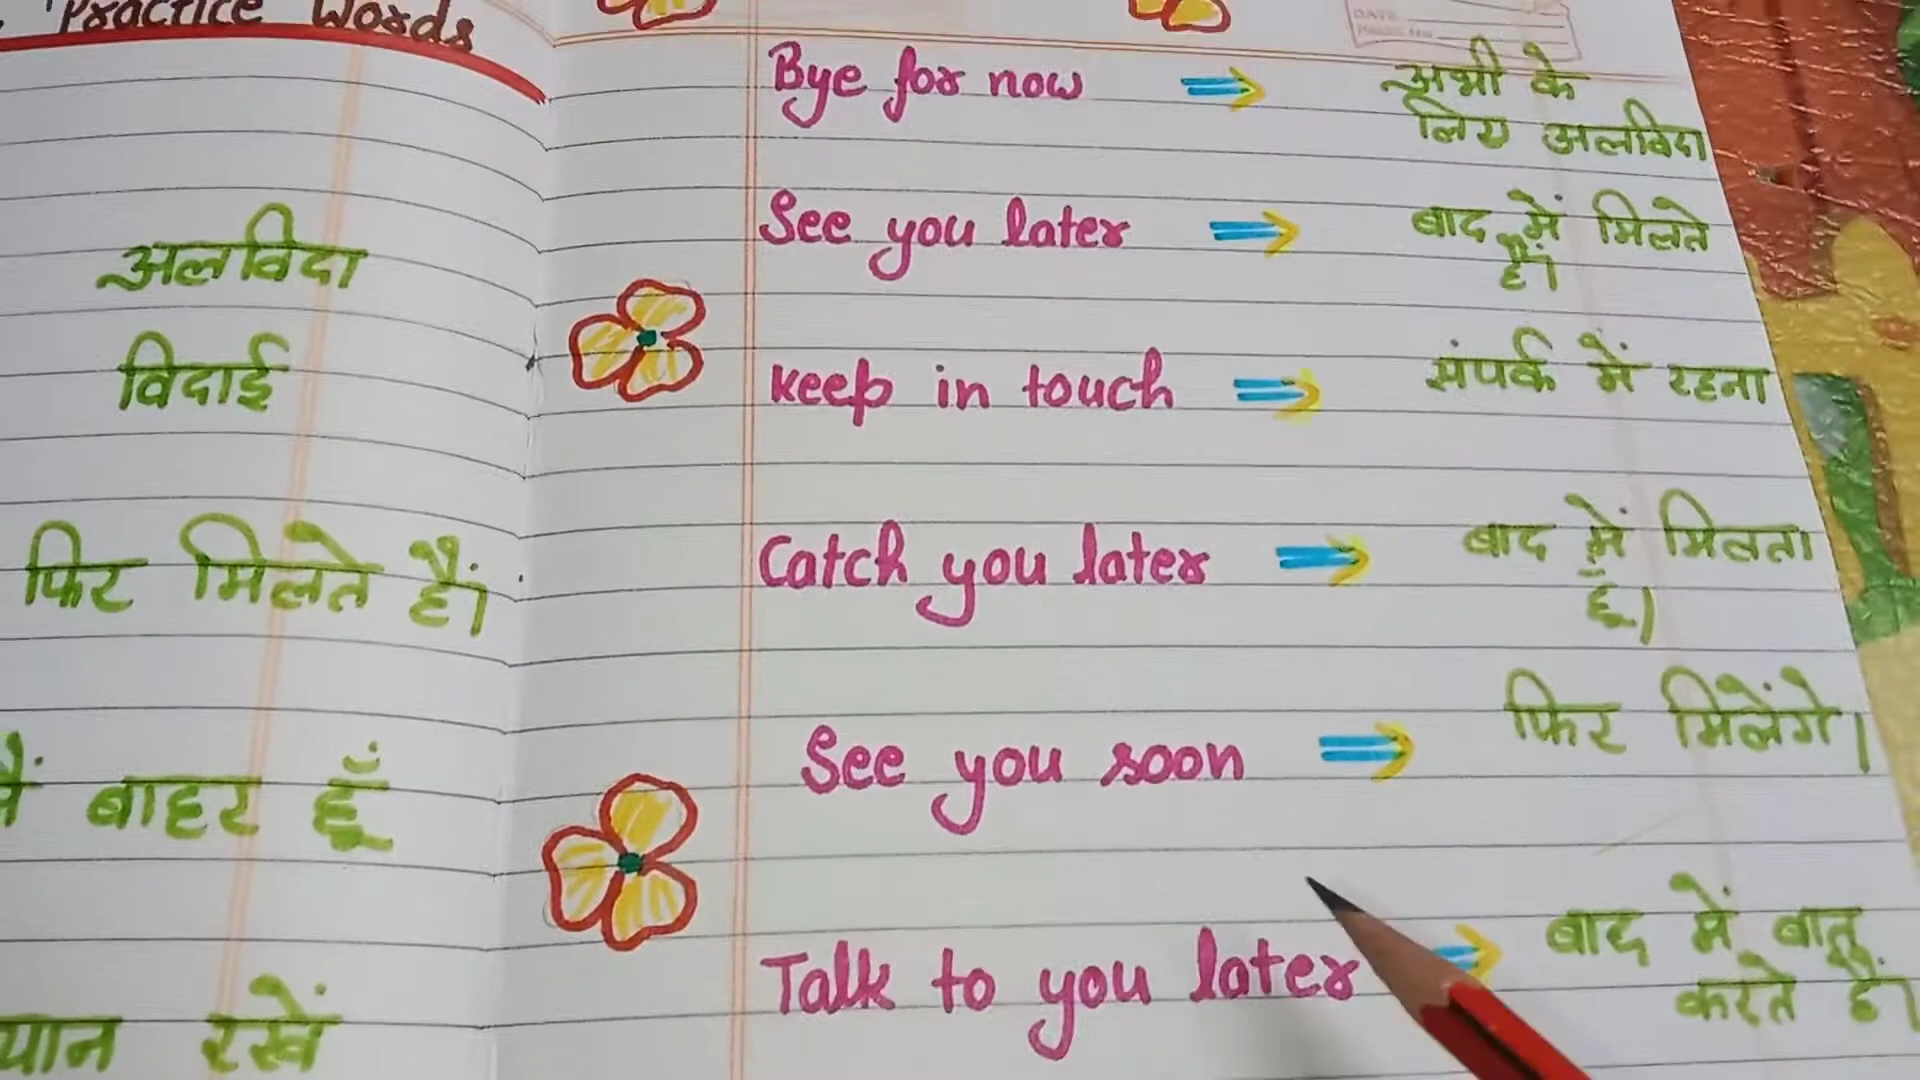 Practice Words
अलविदा
विदाई
फिर मिलते हैं।
बाहर हूँ
रखें
Bye for now ⇒ अभी के
लिए अलविदा
See you later ⇒ बाद में मिलते
हैं।
keep in touch ⇒ संपर्क में रहना
Catch you later ⇒ बाद में मिलता
हूँ।
See you soon ⇒ फिर मिलेंगे।
Talk to you later ⇒ बाद में बात
करते हैं।
DATE